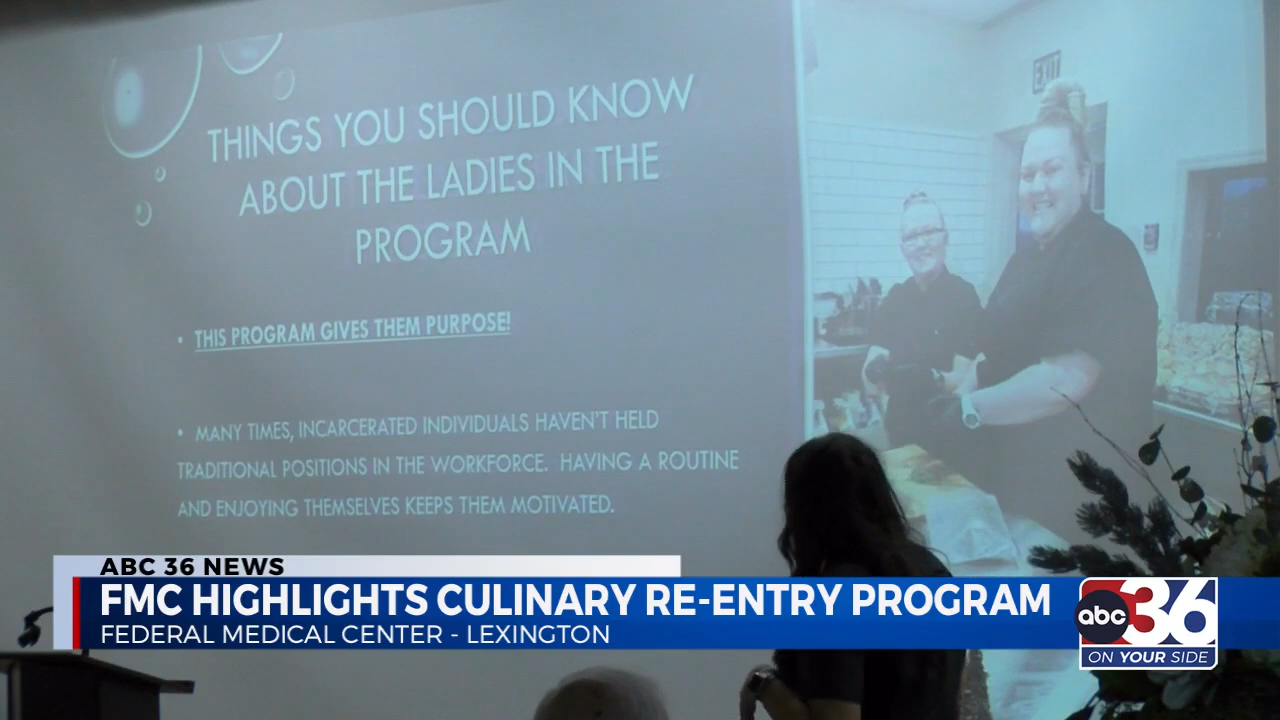 THINGS YOU SHOULD KNOW
ABOUT THE LADIES IN THE
PROGRAM
• THIS PROGRAM GIVES THEM PURPOSE!
• MANY TIMES, INCARCERATED INDIVIDUALS HAVEN'T HELD
TRADITIONAL POSITIONS IN THE WORKFORCE. HAVING A ROUTINE
AND ENJOYING THEMSELVES KEEPS THEM MOTIVATED.
EXIT
ABC 36 NEWS
FMC HIGHLIGHTS CULINARY RE-ENTRY PROGRAM
FEDERAL MEDICAL CENTER - LEXINGTON
abc 36
ON YOUR SIDE